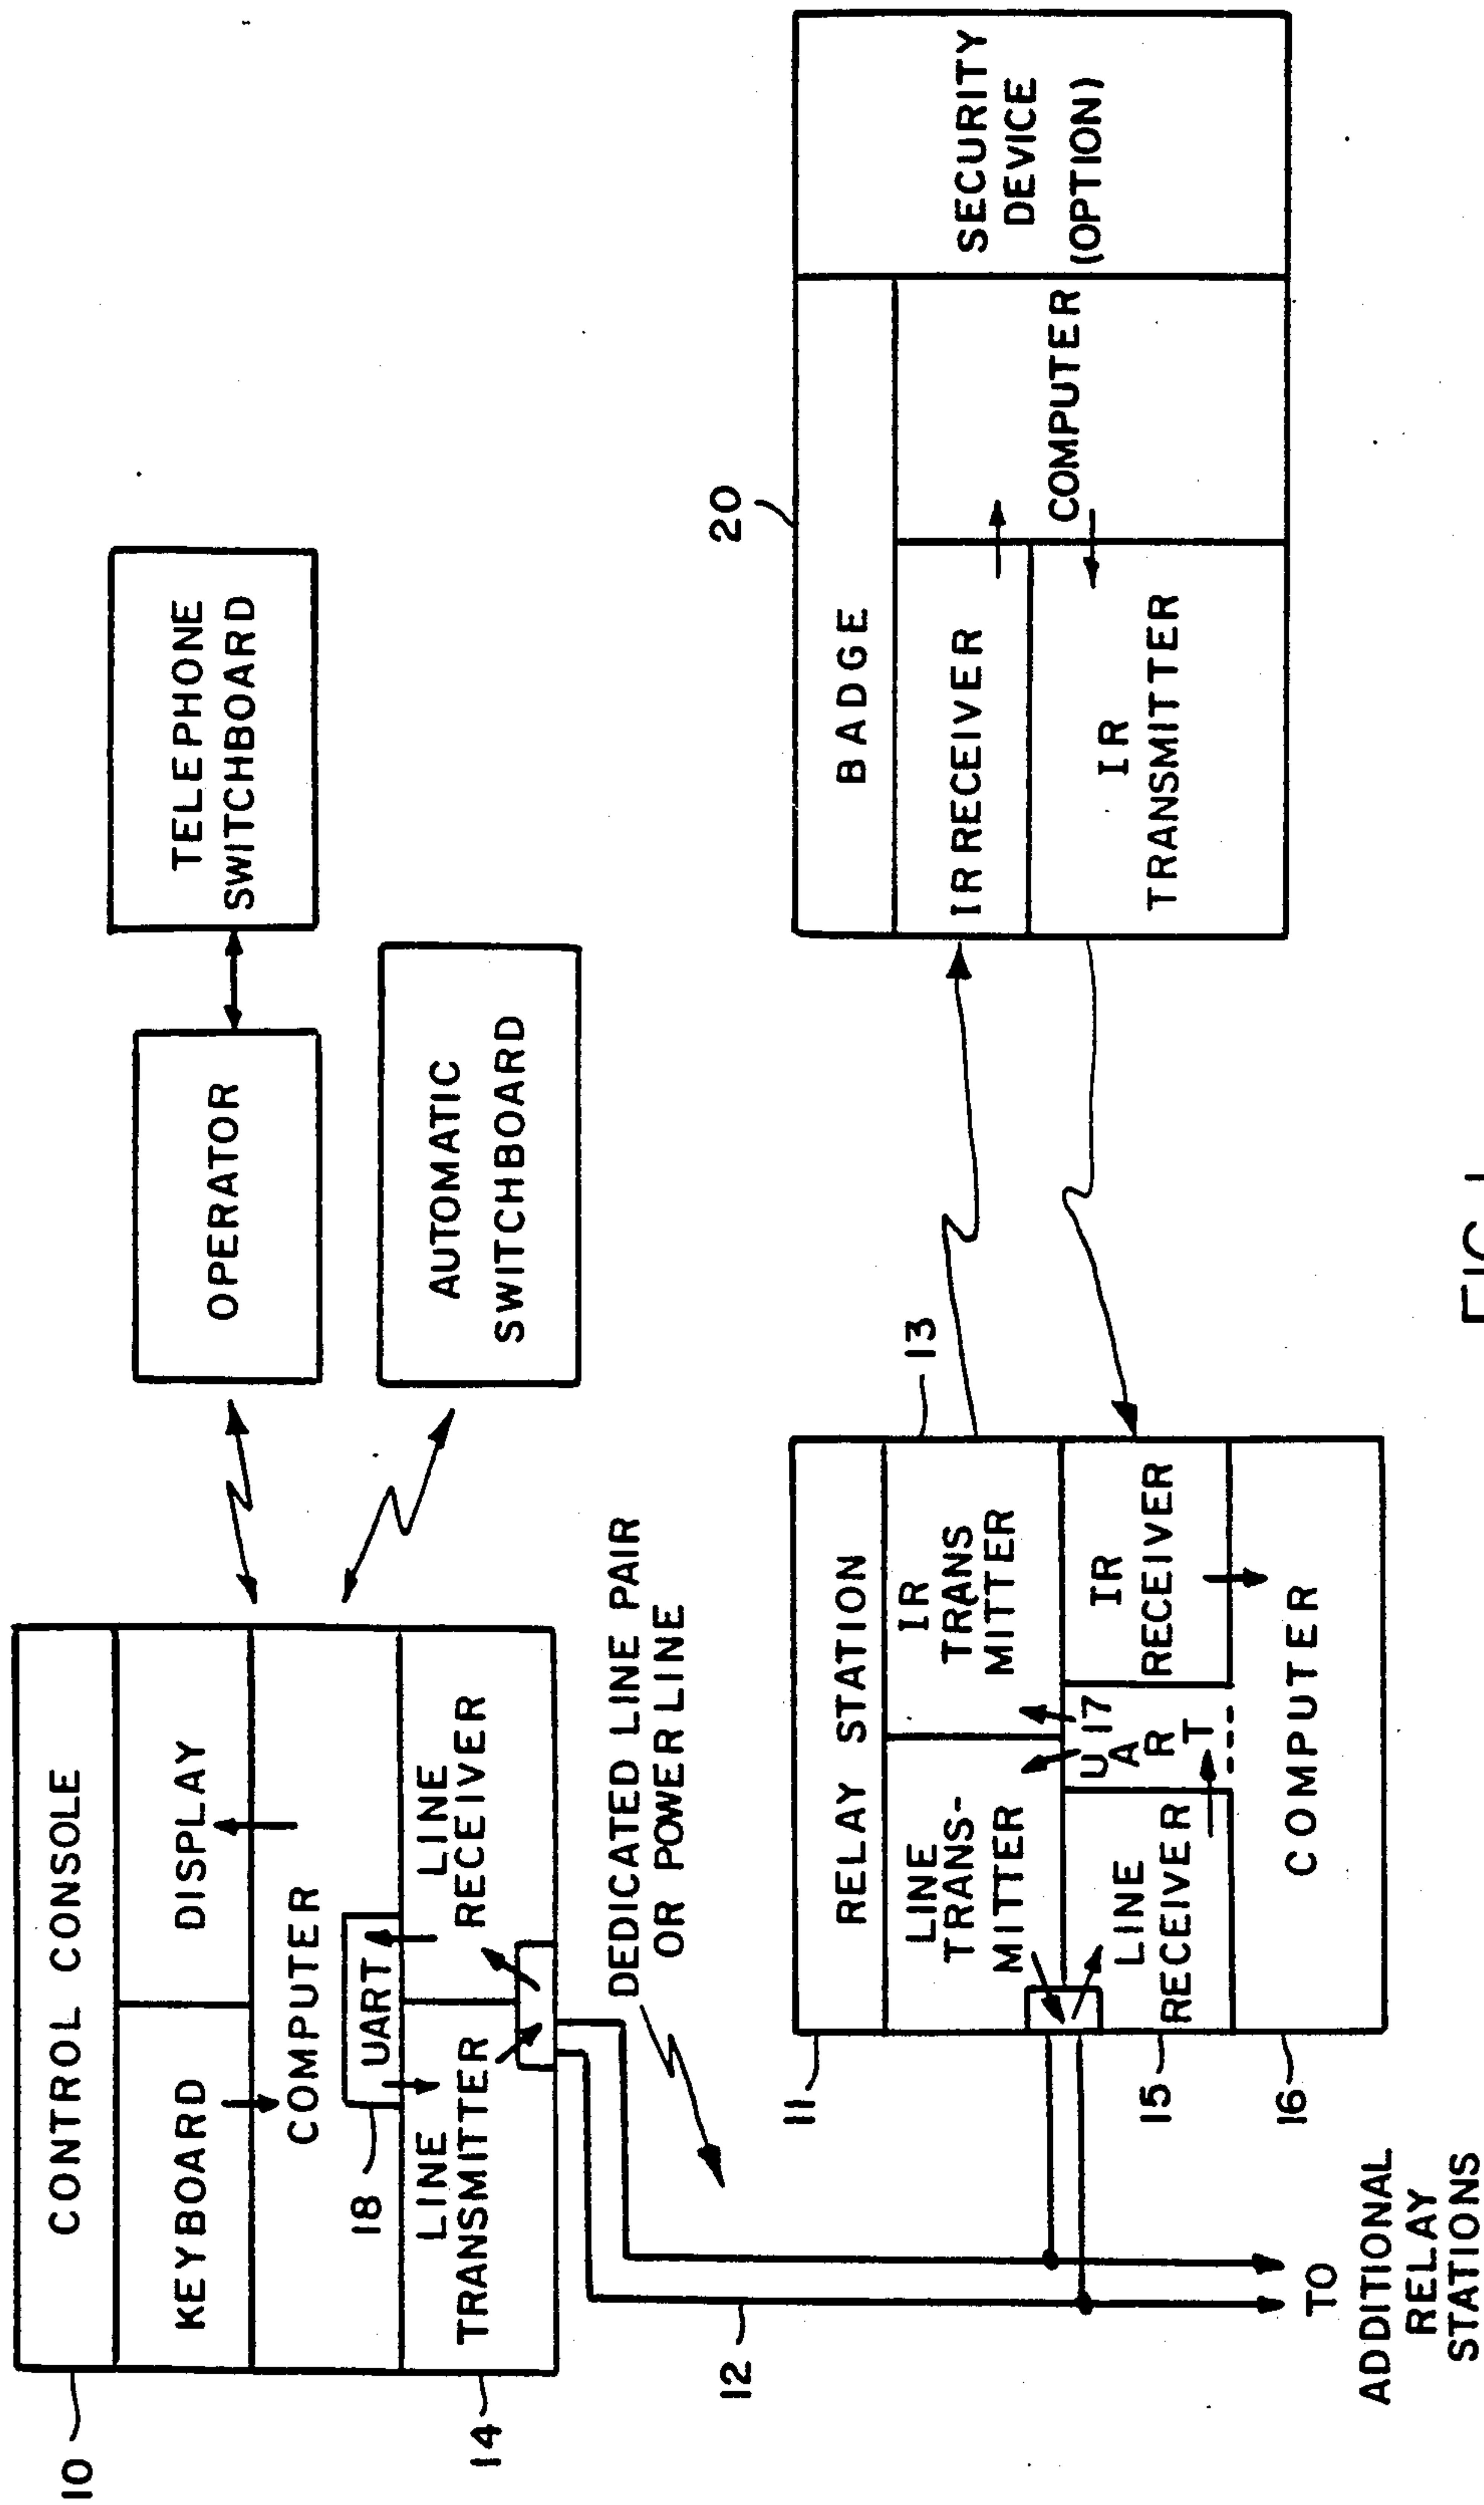 CONTROL CONSOLE
KEYBOARD
DISPLAY
COMPUTER
UART
18
LINE
TRANSMITTER
LINE
RECEIVER
10
14
OPERATOR
TELEPHONE
SWITCHBOARD
AUTOMATIC
SWITCHBOARD
DEDICATED LINE PAIR
OR POWER LINE
12
TO
ADDITIONAL
RELAY
STATIONS
RELAY STATION
LINE
TRANS-
MITTER
IR
TRANS
MITTER
LINE
RECEIVER
U
A
R
T
17
IR
RECEIVER
COMPUTER
11
13
15
16
20
BADGE
IR RECEIVER
IR
TRANSMITTER
COMPUTER
SECURITY
DEVICE
(OPTION)